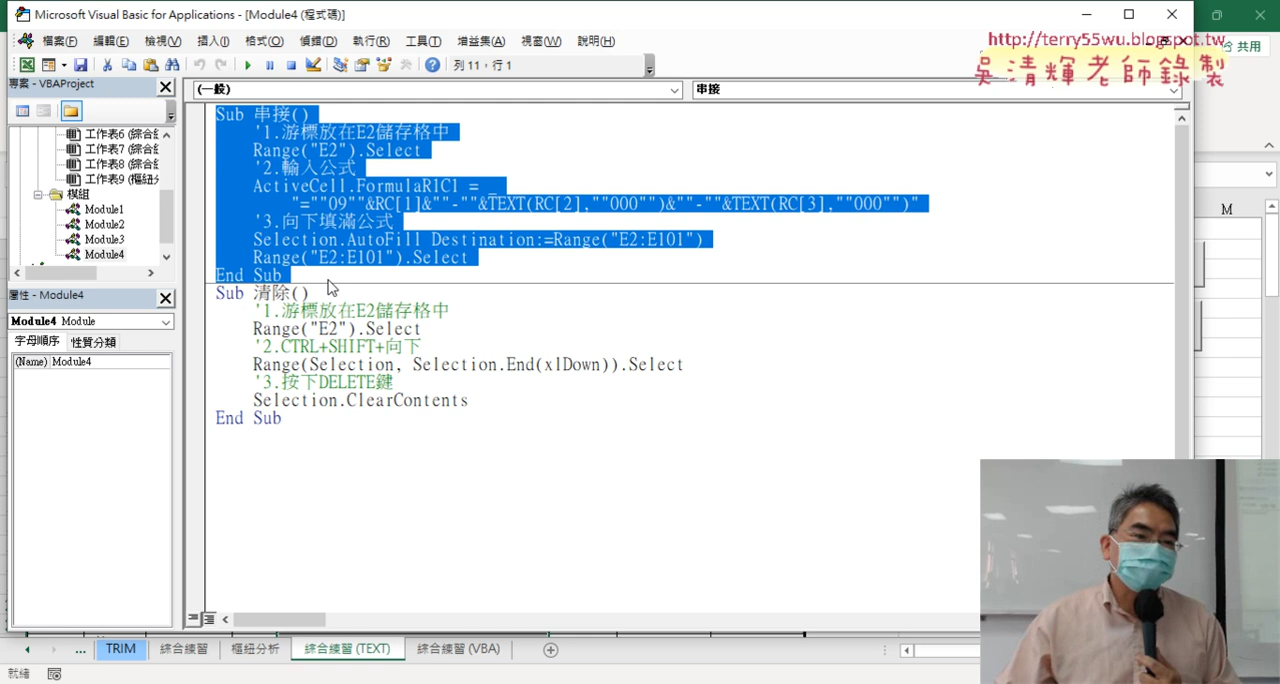 Microsoft Visual Basic for Applications - [Module4 (程式碼)]
檔案(F) 編輯(E) 檢視(V) 插入(I) 格式(O) 偵錯(D) 執行(R) 工具(T) 增益集(A) 視窗(W) 說明(H)
http://terry55wu.blogspot.tw
共用
吳清輝老師錄製
列 11，行 1
專案 - VBAProject
(一般)
串接
工作表6 (綜合
工作表7 (綜合
工作表8 (綜合
工作表9 (樞紐分
模組
Module1
Module2
Module3
Module4
屬性 - Module4
Module4 Module
字母順序 性質分類
(Name) Module4
Sub 串接()
'1.游標放在E2儲存格中
Range("E2").Select
'2.輸入公式
ActiveCell.FormulaR1C1 = _
"=""09""&RC[1]&""-""&TEXT(RC[2],""000"")&""-""&TEXT(RC[3],""000"")"
'3.向下填滿公式
Selection.AutoFill Destination:=Range("E2:E101")
Range("E2:E101").Select
End Sub
Sub 清除()
'1.游標放在E2儲存格中
Range("E2").Select
'2.CTRL+SHIFT+向下
Range(Selection, Selection.End(xlDown)).Select
'3.按下DELETE鍵
Selection.ClearContents
End Sub
M
... TRIM 綜合練習 樞紐分析 綜合練習 (TEXT) 綜合練習 (VBA)
就緒